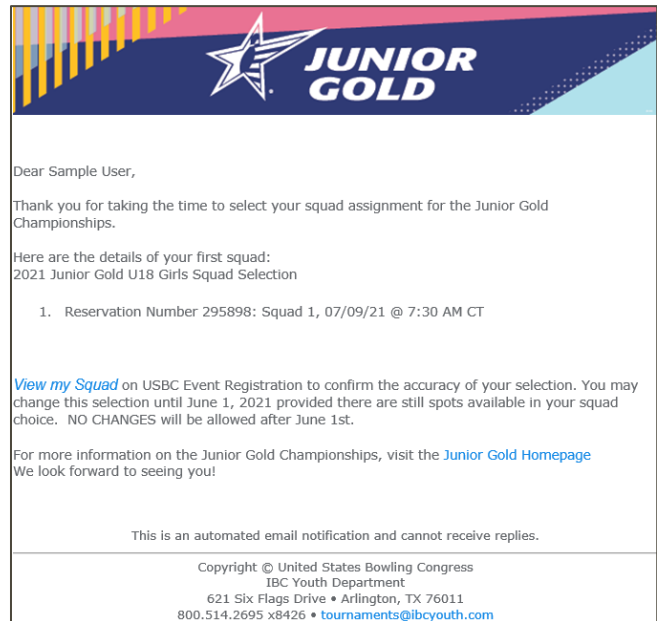 JUNIOR
GOLD
Dear Sample User,
Thank you for taking the time to select your squad assignment for the Junior Gold
Championships.
Here are the details of your first squad:
2021 Junior Gold U18 Girls Squad Selection
1. Reservation Number 295898: Squad 1, 07/09/21 @ 7:30 AM CT
View my Squad on USBC Event Registration to confirm the accuracy of your selection. You may
change this selection until June 1, 2021 provided there are still spots available in your squad
choice. NO CHANGES will be allowed after June 1st.
For more information on the Junior Gold Championships, visit the Junior Gold Homepage
We look forward to seeing you!
This is an automated email notification and cannot receive replies.
Copyright © United States Bowling Congress
IBC Youth Department
621 Six Flags Drive • Arlington, TX 76011
800.514.2695 x8426 • tournaments@ibcyouth.com